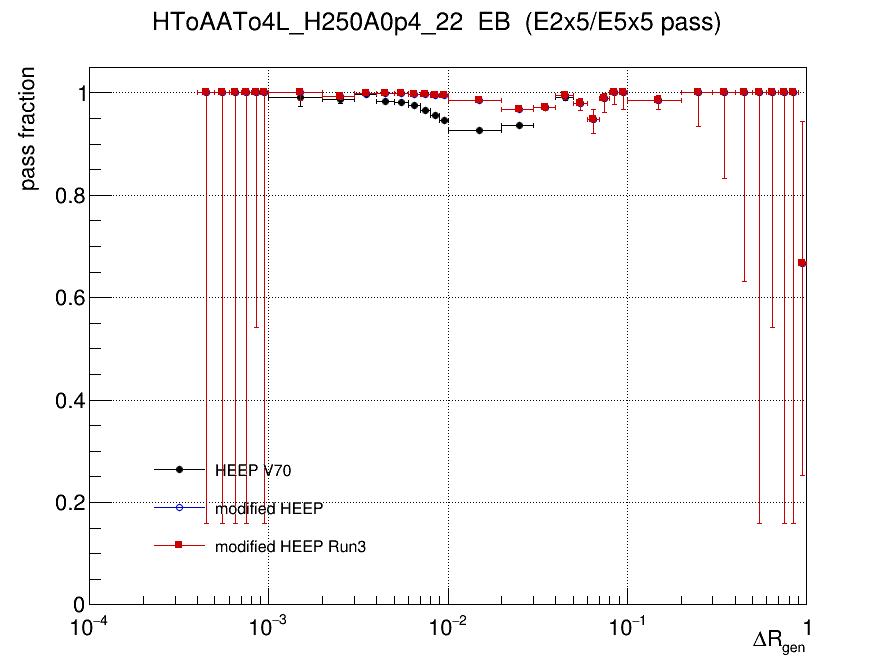 HToAATo4L_H250A0p4_22 EB (E2x5/E5x5 pass)
pass fraction
1
0.8
0.6
0.4
0.2
0
HEEP V70
modified HEEP
modified HEEP Run3
10⁻⁴ 10⁻³ 10⁻² 10⁻¹ 1
ΔR_gen